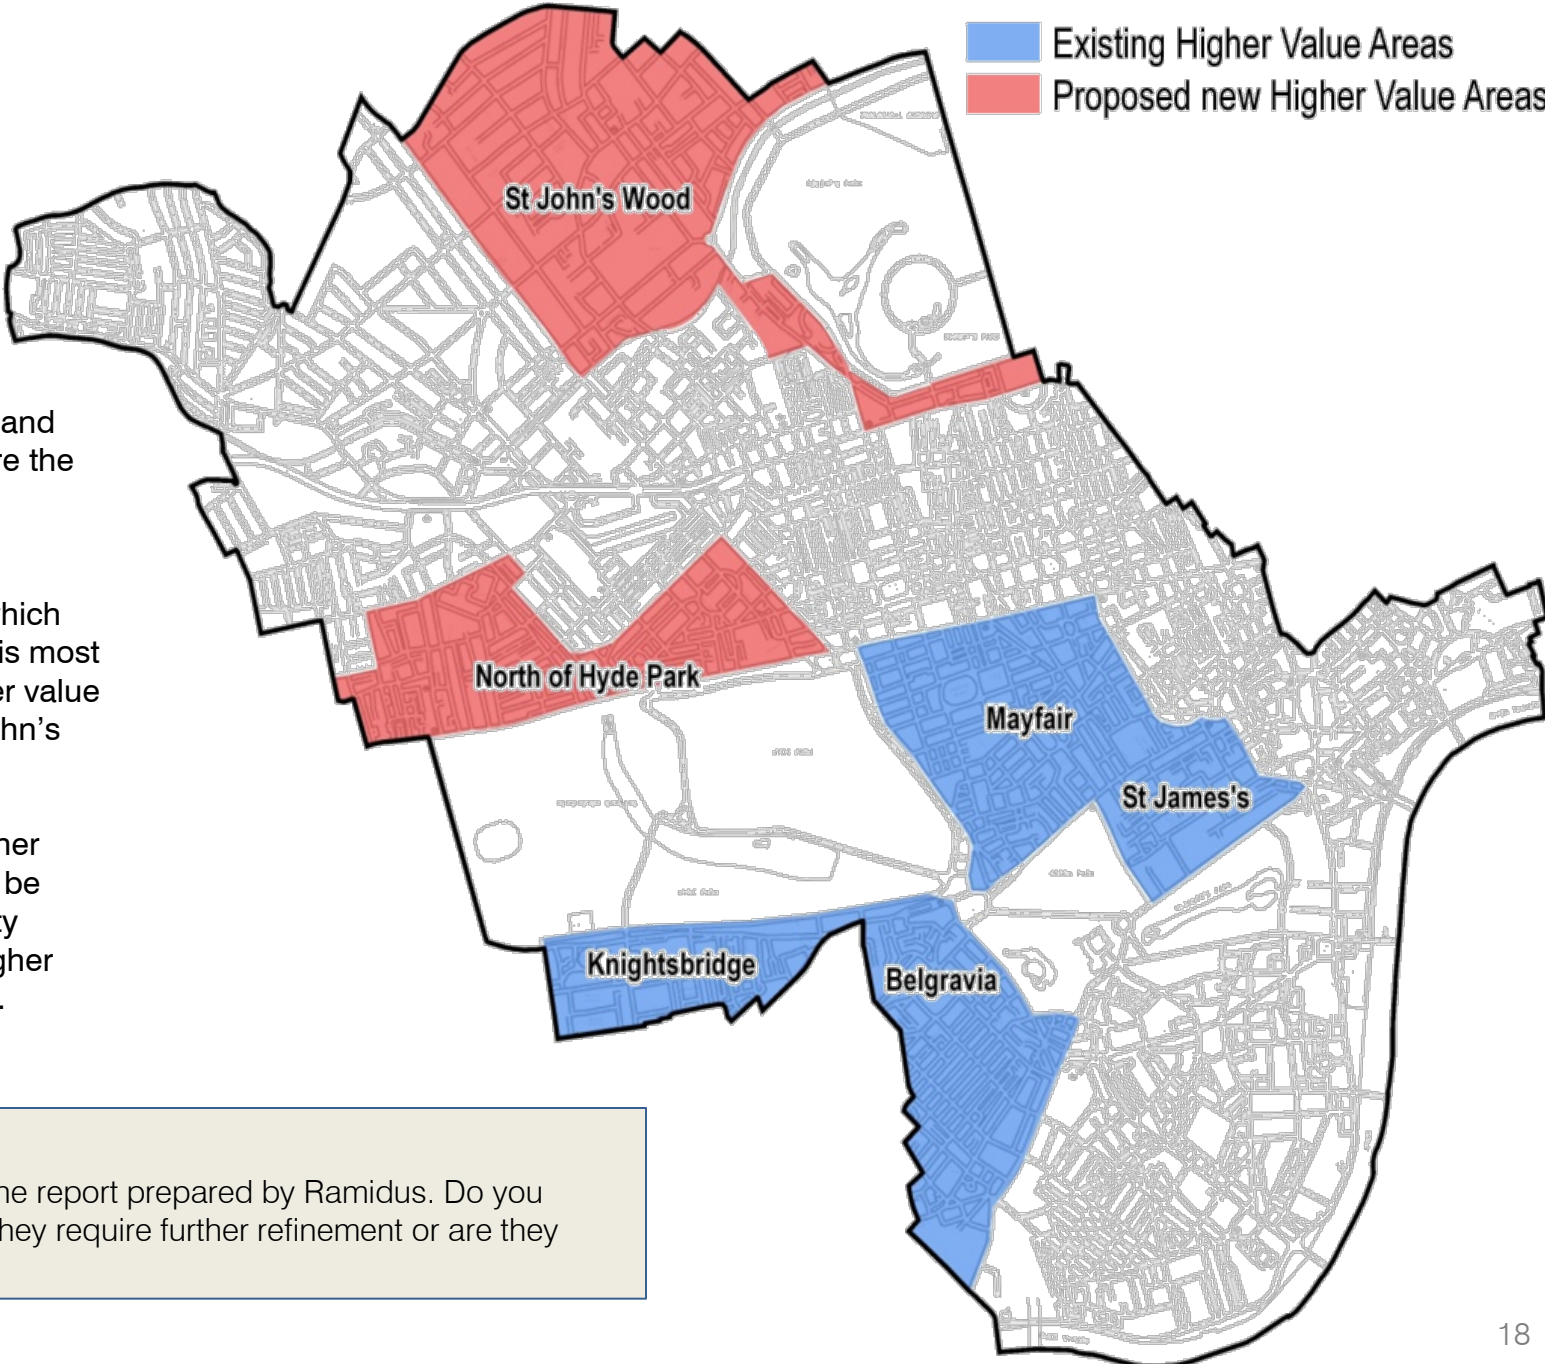 Existing Higher Value Areas
Proposed new Higher Value Areas
St John's Wood
and
re the
North of Hyde Park
Mayfair
St James's
Knightsbridge
Belgravia
hich
is most
er value
hn's
her
be
ty
gher
.
he report prepared by Ramidus. Do you
hey require further refinement or are they
18